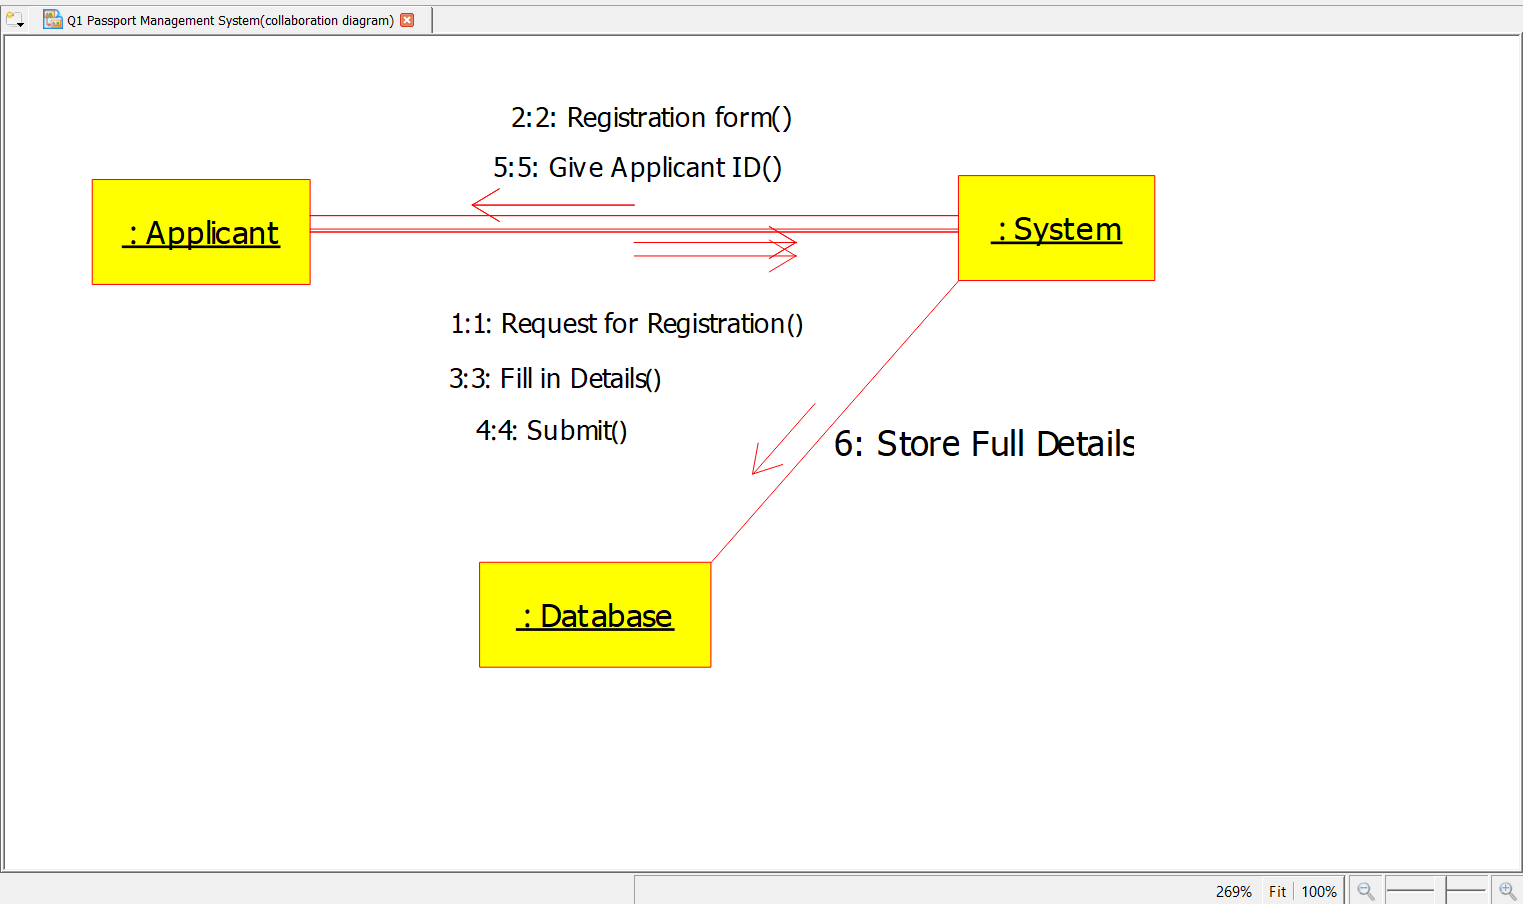 Q1 Passport Management System(collaboration diagram)
2:2: Registration form()
5:5: Give Applicant ID()
: Applicant
: System
1:1: Request for Registration()
3:3: Fill in Details()
4:4: Submit()
6: Store Full Details
: Database
269% Fit 100%